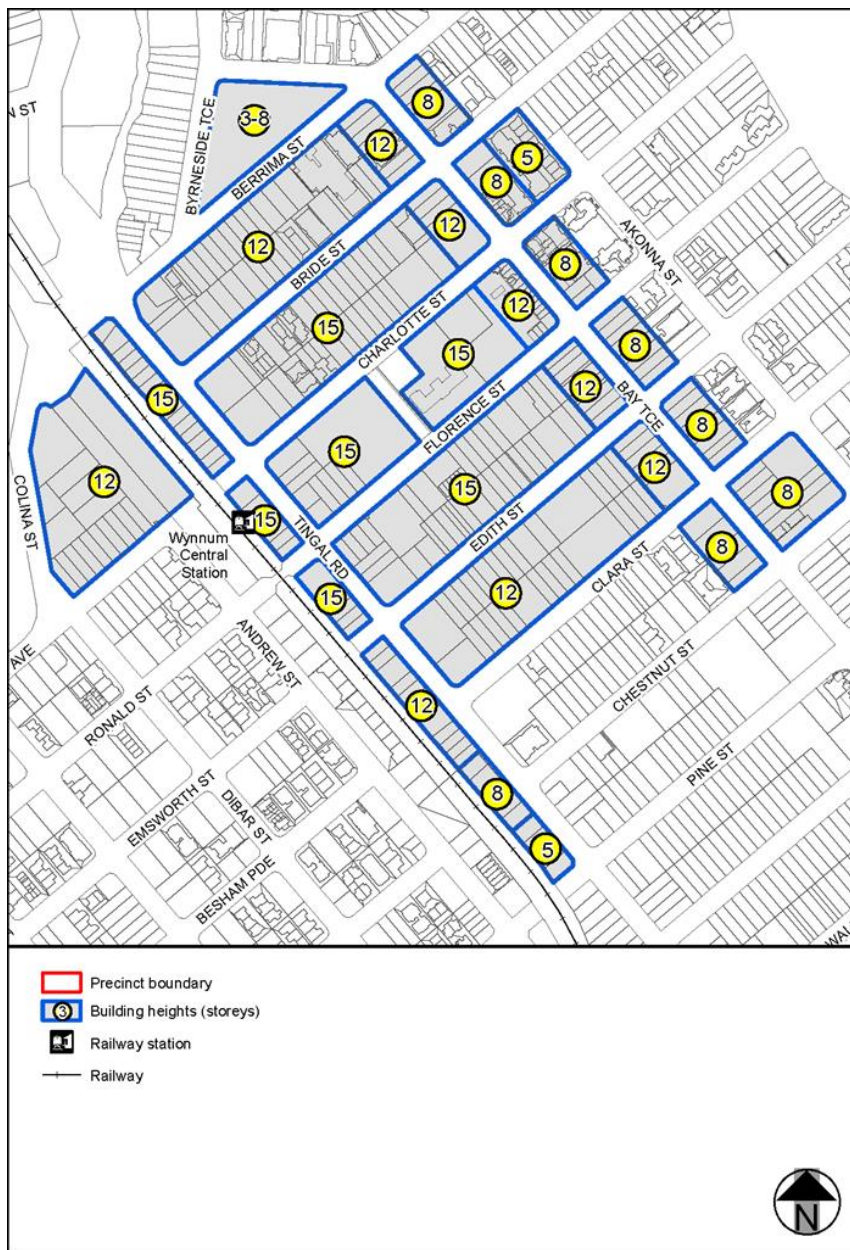 8
3-8
12
5
8
BYRNESIDE TCE
BERRIMA ST
N ST
12
8
AKONNA ST
12
BRIDE ST
15
CHARLOTTE ST
12
8
15
FLORENCE ST
12
BAY TCE
8
15
15
12
8
COLINA ST
12
15
EDITH ST
8
15
Wynnum
Central
Station
TINGAL RD
15
12
CLARA ST
8
AVE
RONALD ST
ANDREW ST
CHESTNUT ST
12
EMSWORTH ST
DIBAR ST
PINE ST
8
BESHAM PDE
5
WAL
Precinct boundary
3
Building heights (storeys)
Railway station
Railway
N